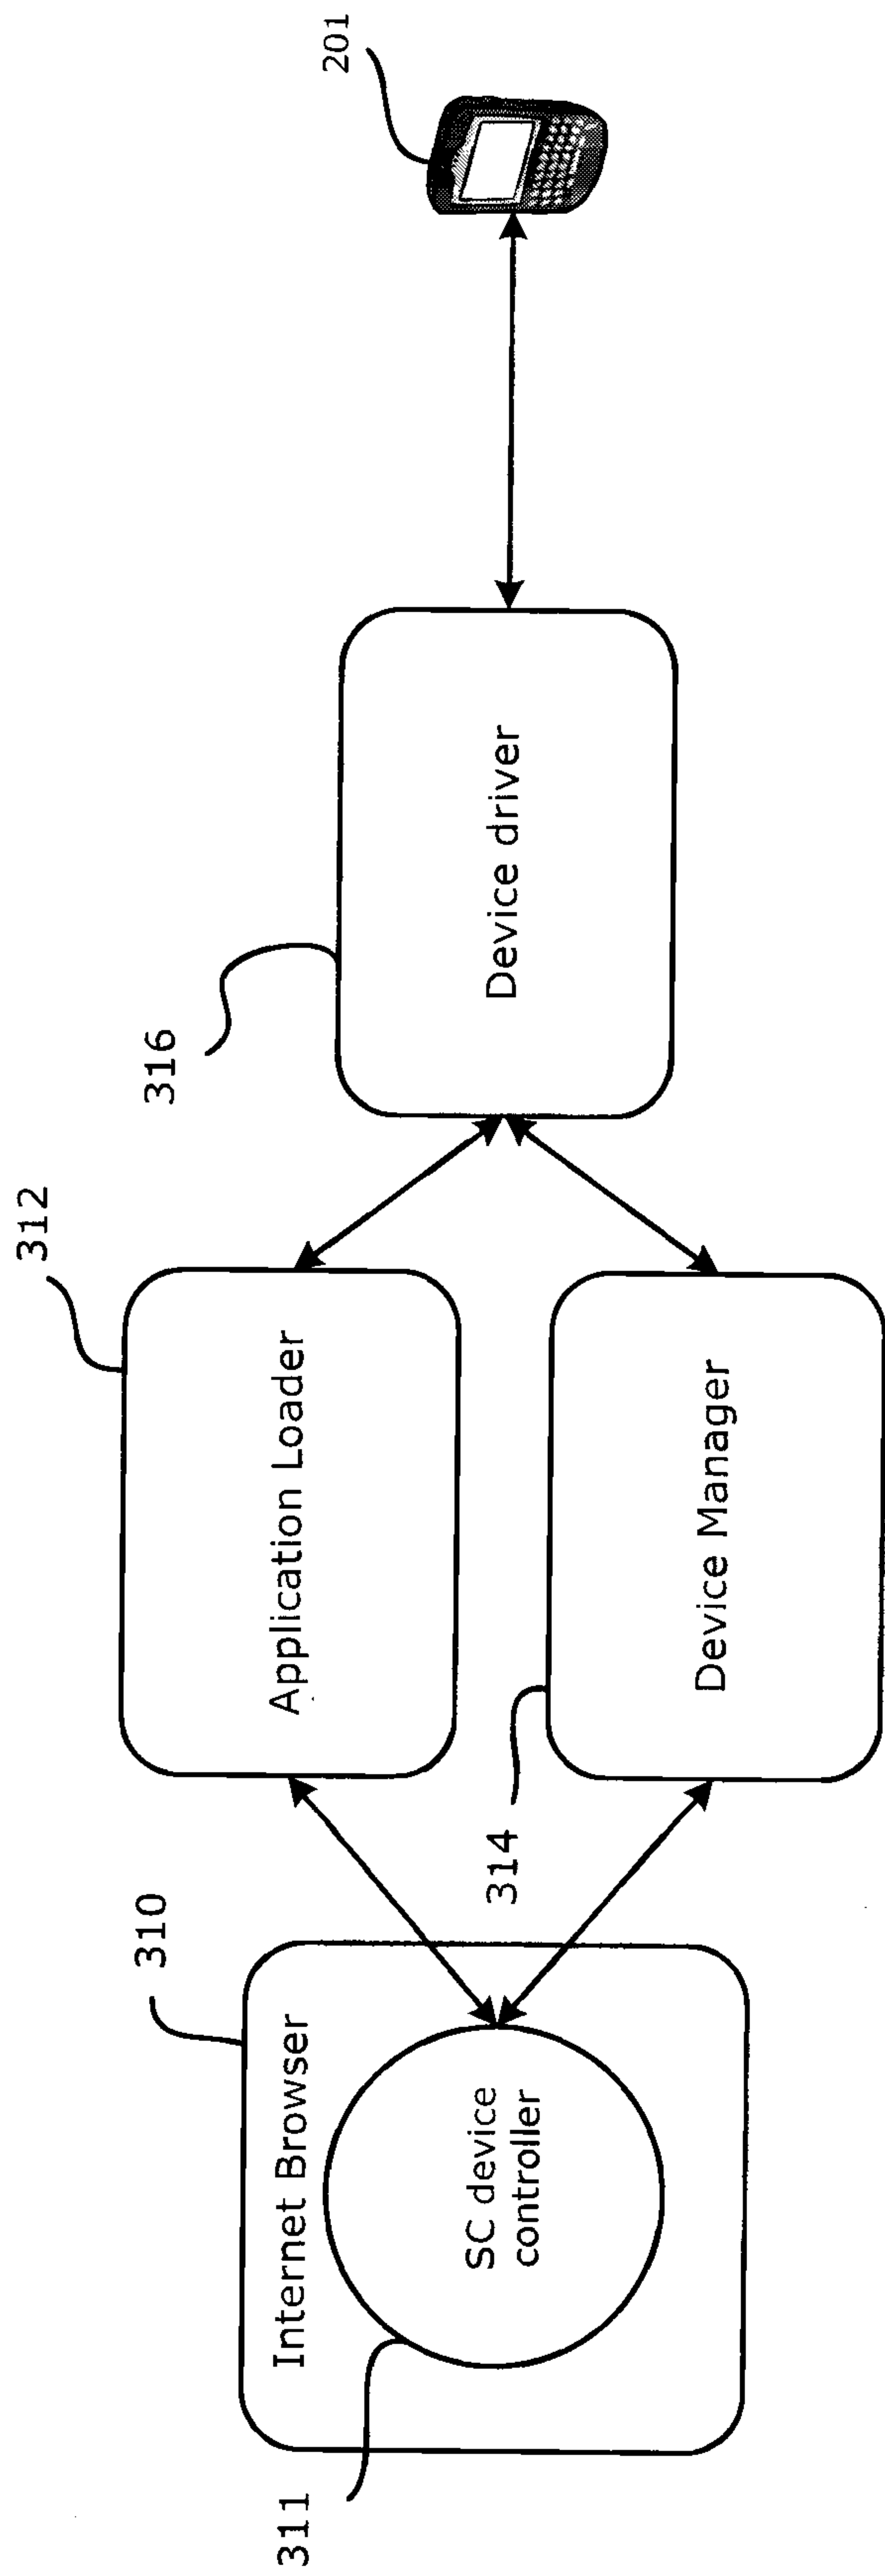 310
Internet Browser
311
SC device
controller
312
Application Loader
314
Device Manager
316
Device driver
201